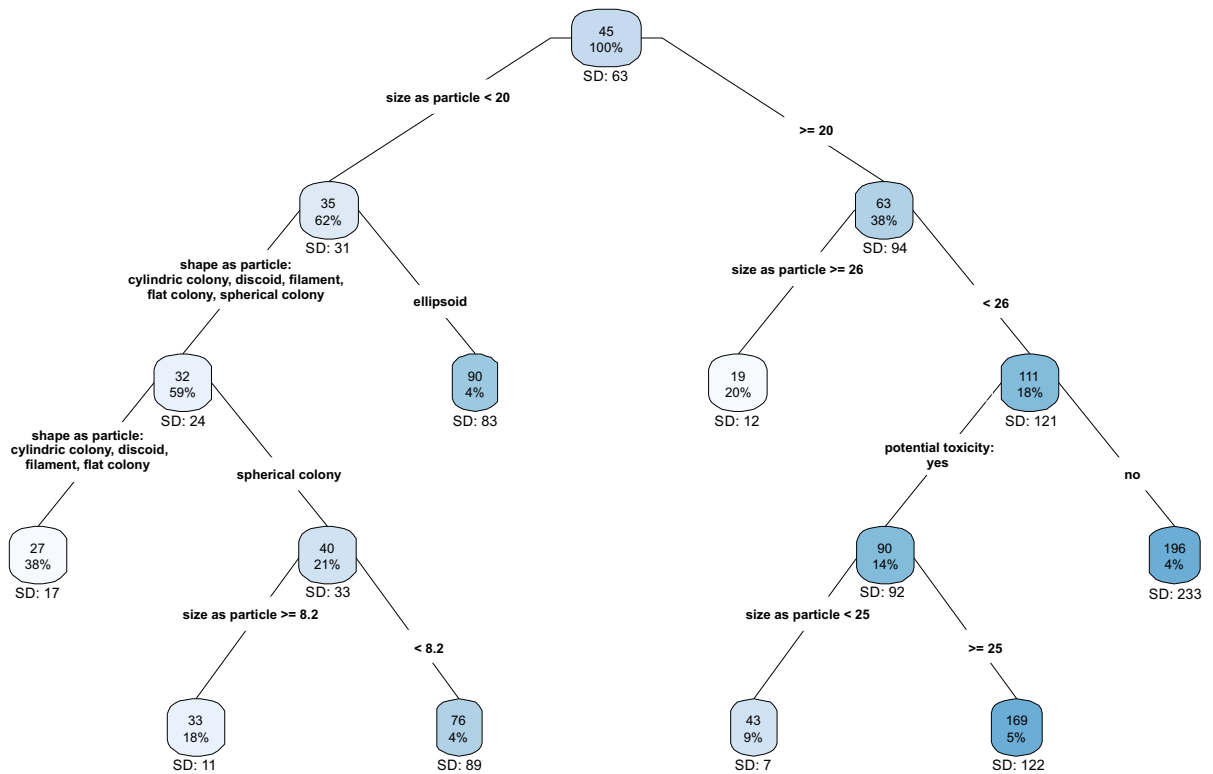 45
100%
SD: 63
size as particle < 20
>= 20
35
62%
SD: 31
63
38%
SD: 94
shape as particle:
cylindric colony, discoid, filament,
flat colony, spherical colony
ellipsoid
size as particle >= 26
< 26
32
59%
SD: 24
90
4%
SD: 83
19
20%
SD: 12
111
18%
SD: 121
shape as particle:
cylindric colony, discoid,
filament, flat colony
spherical colony
potential toxicity:
yes
no
27
38%
SD: 17
40
21%
SD: 33
90
14%
SD: 92
196
4%
SD: 233
size as particle >= 8.2
< 8.2
size as particle < 25
>= 25
33
18%
SD: 11
76
4%
SD: 89
43
9%
SD: 7
169
5%
SD: 122